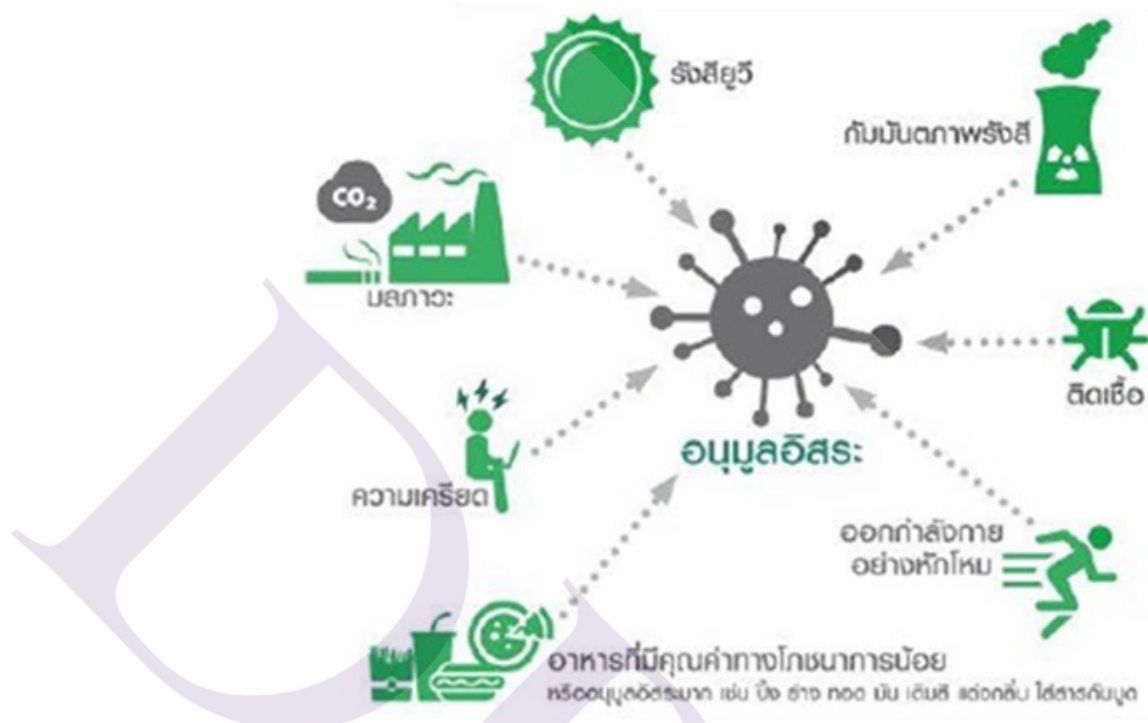 รังสียูวี
กัมมันตภาพรังสี
CO₂
มลภาวะ
ติดเชื้อ
อนุมูลอิสระ
ความเครียด
ออกกำลังกาย
อย่างหักโหม
อาหารที่มีคุณค่าทางโภชนาการน้อย
หรืออนุมูลอิสระมาก เช่น ปิ้ง ย่าง ทอด มัน เติมสี แต่งกลิ่น ใส่สารกันบูด